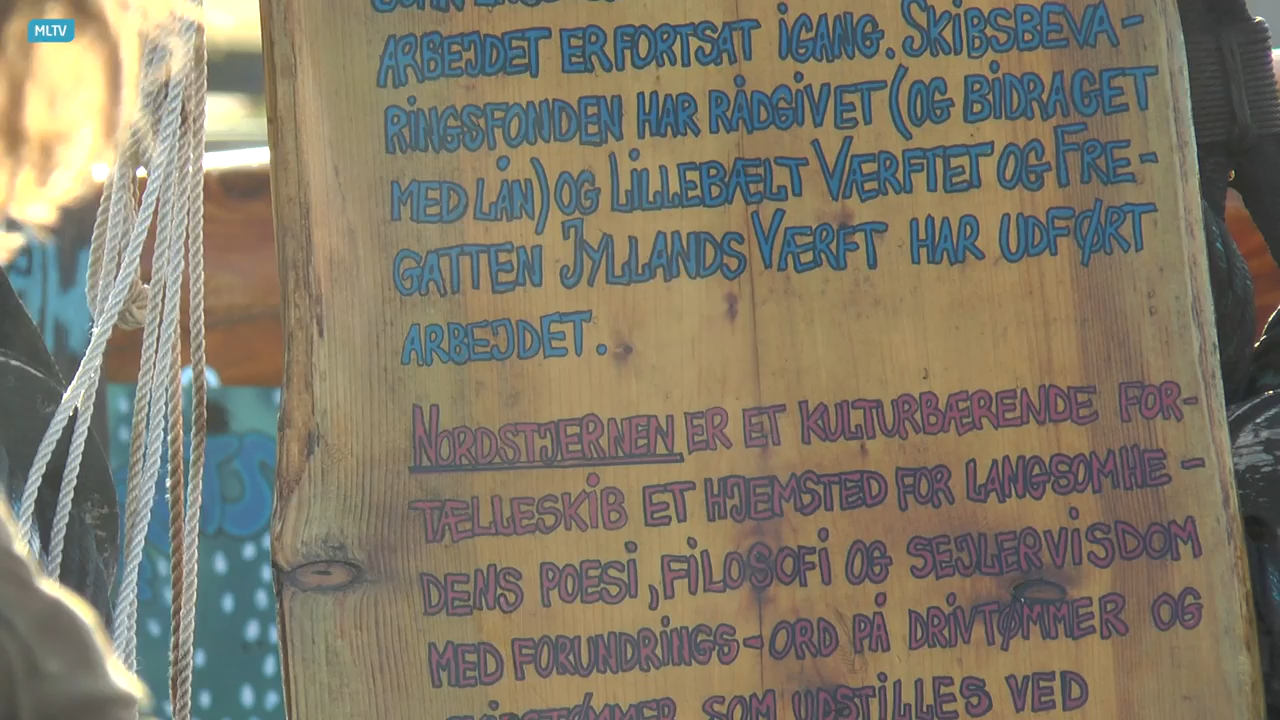 MLTV
ARBEJDET ER FORTSAT IGANG. SKIBSBEVA-
RINGSFONDEN HAR RÅDGIVET (OG BIDRAGET
MED LÅN) OG LILLEBÆLT VÆRFTET OG FRE-
GATTEN JYLLANDS VÆRFT HAR UDFØRT
ARBEJDET.
NORDSTJERNEN ER ET KULTURBÆRENDE FOR-
TÆLLESKIB ET HJEMSTED FOR LANGSOMHE-
DENS POESI, FILOSOFI OG SEJLERVISDOM
MED FORUNDRINGS-ORD PÅ DRIVTØMMER OG
SOM UDSTILLES VED